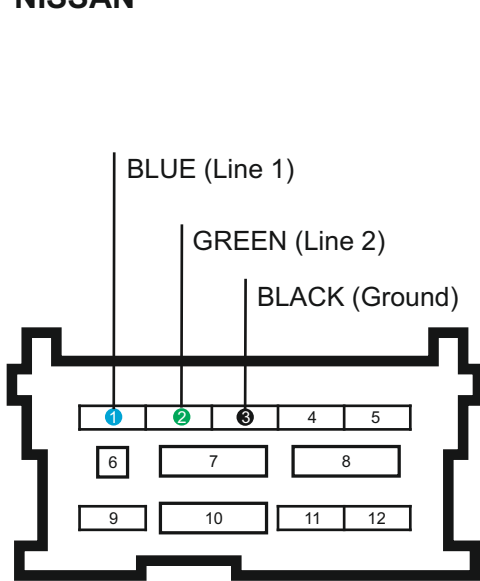 NISSAN
BLUE (Line 1)
GREEN (Line 2)
BLACK (Ground)
1 2 3 4 5
6 7 8
9 10 11 12